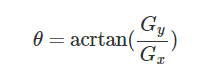 θ = acrtan(G_y/G_x)